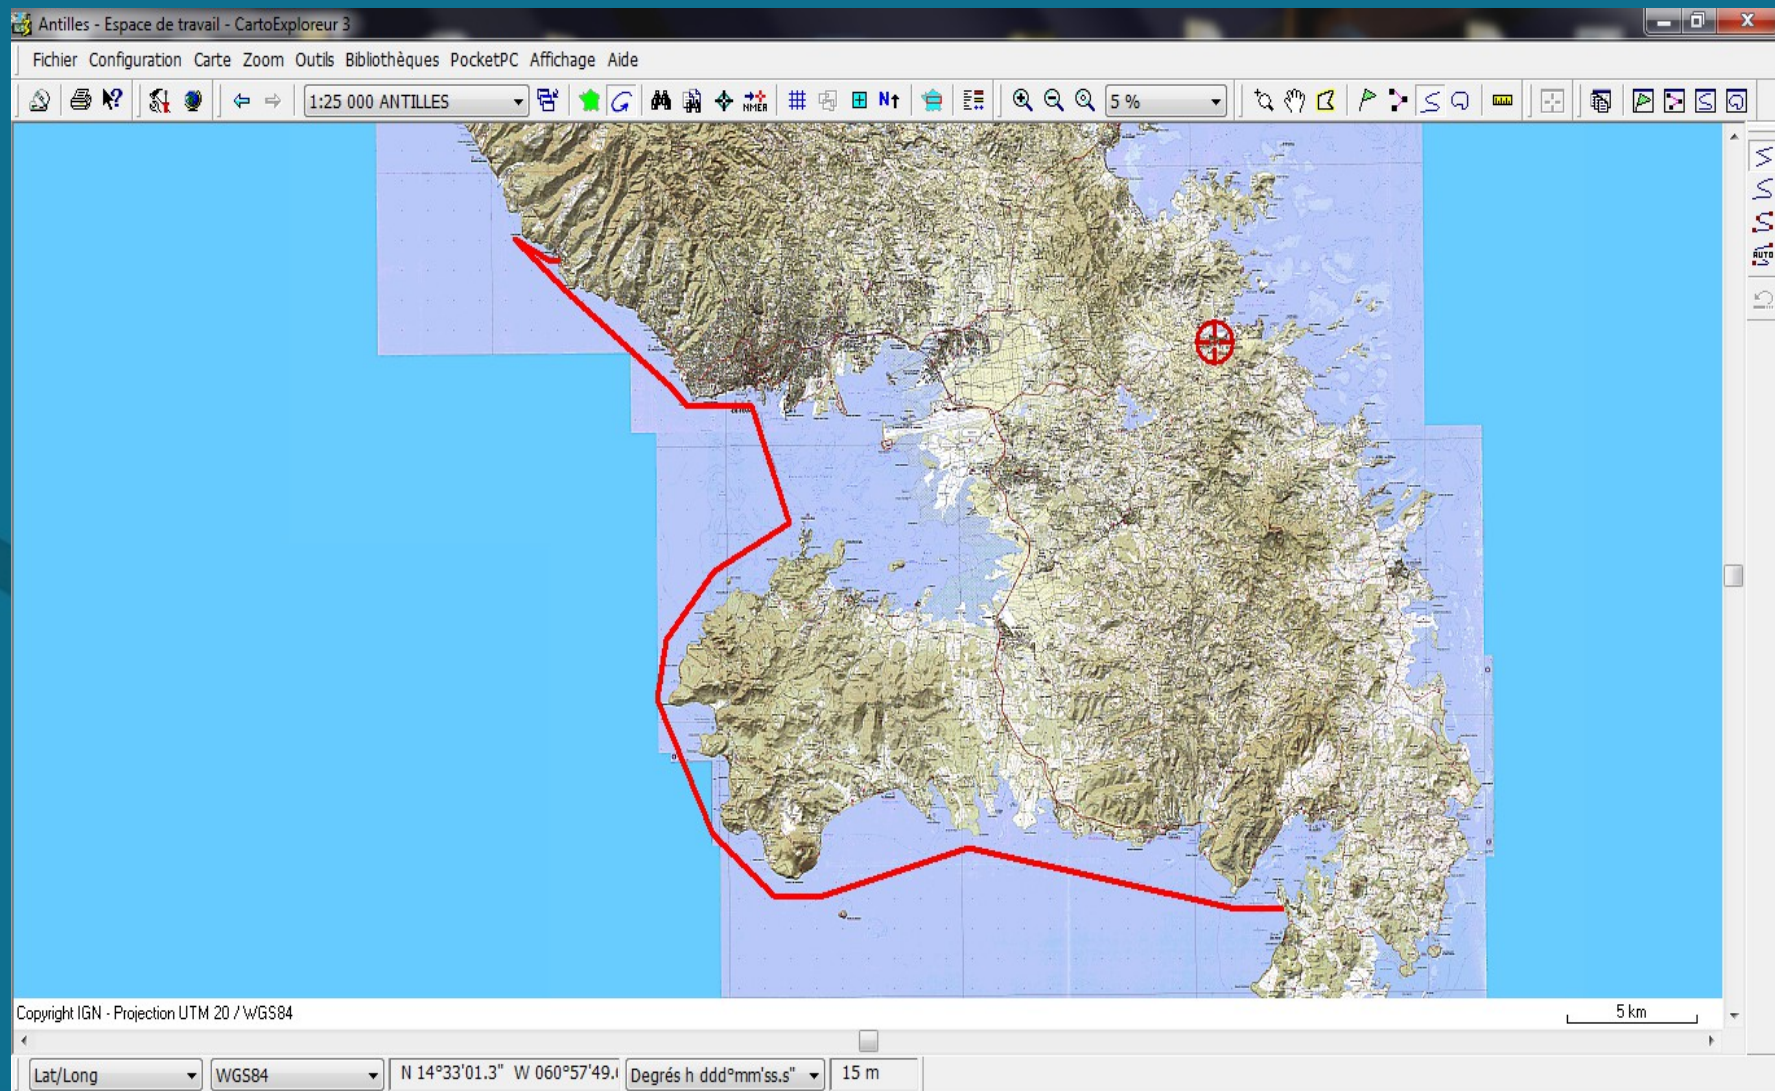 Antilles - Espace de travail - CartoExploreur 3
Fichier Configuration Carte Zoom Outils Bibliothèques PocketPC Affichage Aide
1:25 000 ANTILLES
NMEA
N
5 %
AUTO
Copyright IGN - Projection UTM 20 / WGS84
5 km
Lat/Long
WGS84
N 14°33'01.3" W 060°57'49.
Degrés h ddd°mm'ss.s"
15 m